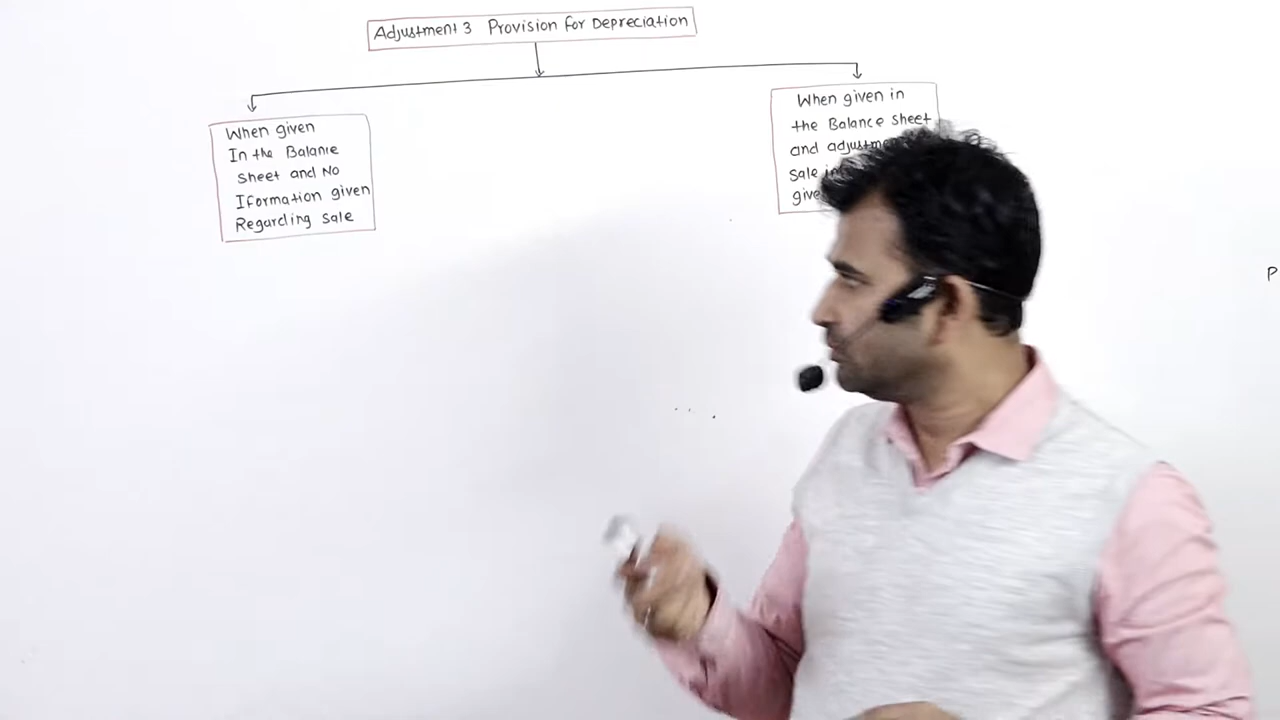 Adjustment 3 Provision for Depreciation
When given
In the Balanie
sheet and No
Iformation given
Regarding sale
When given in
the Balance sheet
and
sale
P